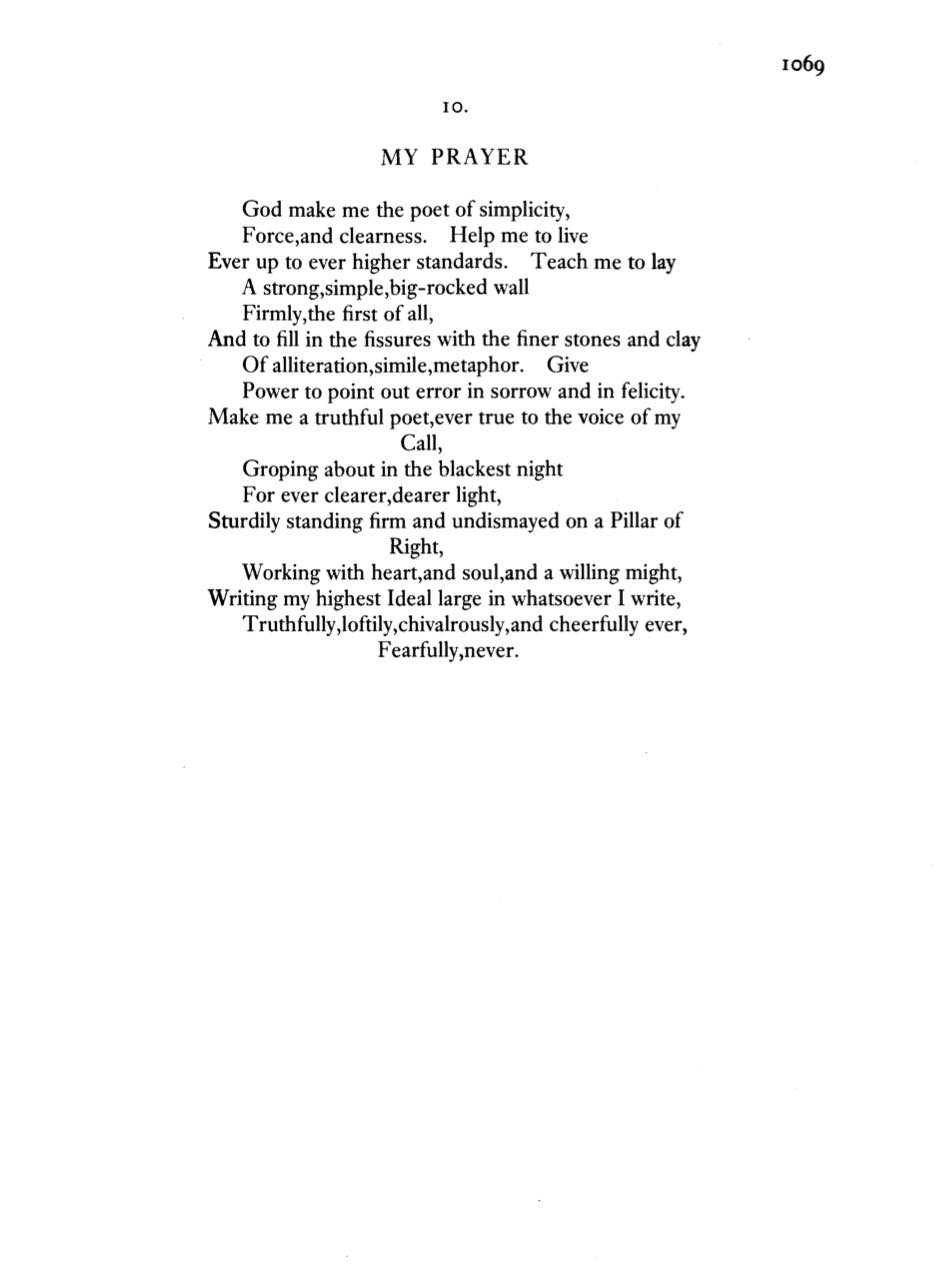 1069
10.
MY PRAYER
God make me the poet of simplicity,
Force,and clearness. Help me to live
Ever up to ever higher standards. Teach me to lay
A strong,simple,big-rocked wall
Firmly,the first of all,
And to fill in the fissures with the finer stones and clay
Of alliteration,simile,metaphor. Give
Power to point out error in sorrow and in felicity.
Make me a truthful poet,ever true to the voice of my
Call,
Groping about in the blackest night
For ever clearer,dearer light,
Sturdily standing firm and undismayed on a Pillar of
Right,
Working with heart,and soul,and a willing might,
Writing my highest Ideal large in whatsoever I write,
Truthfully,loftily,chivalrously,and cheerfully ever,
Fearfully,never.